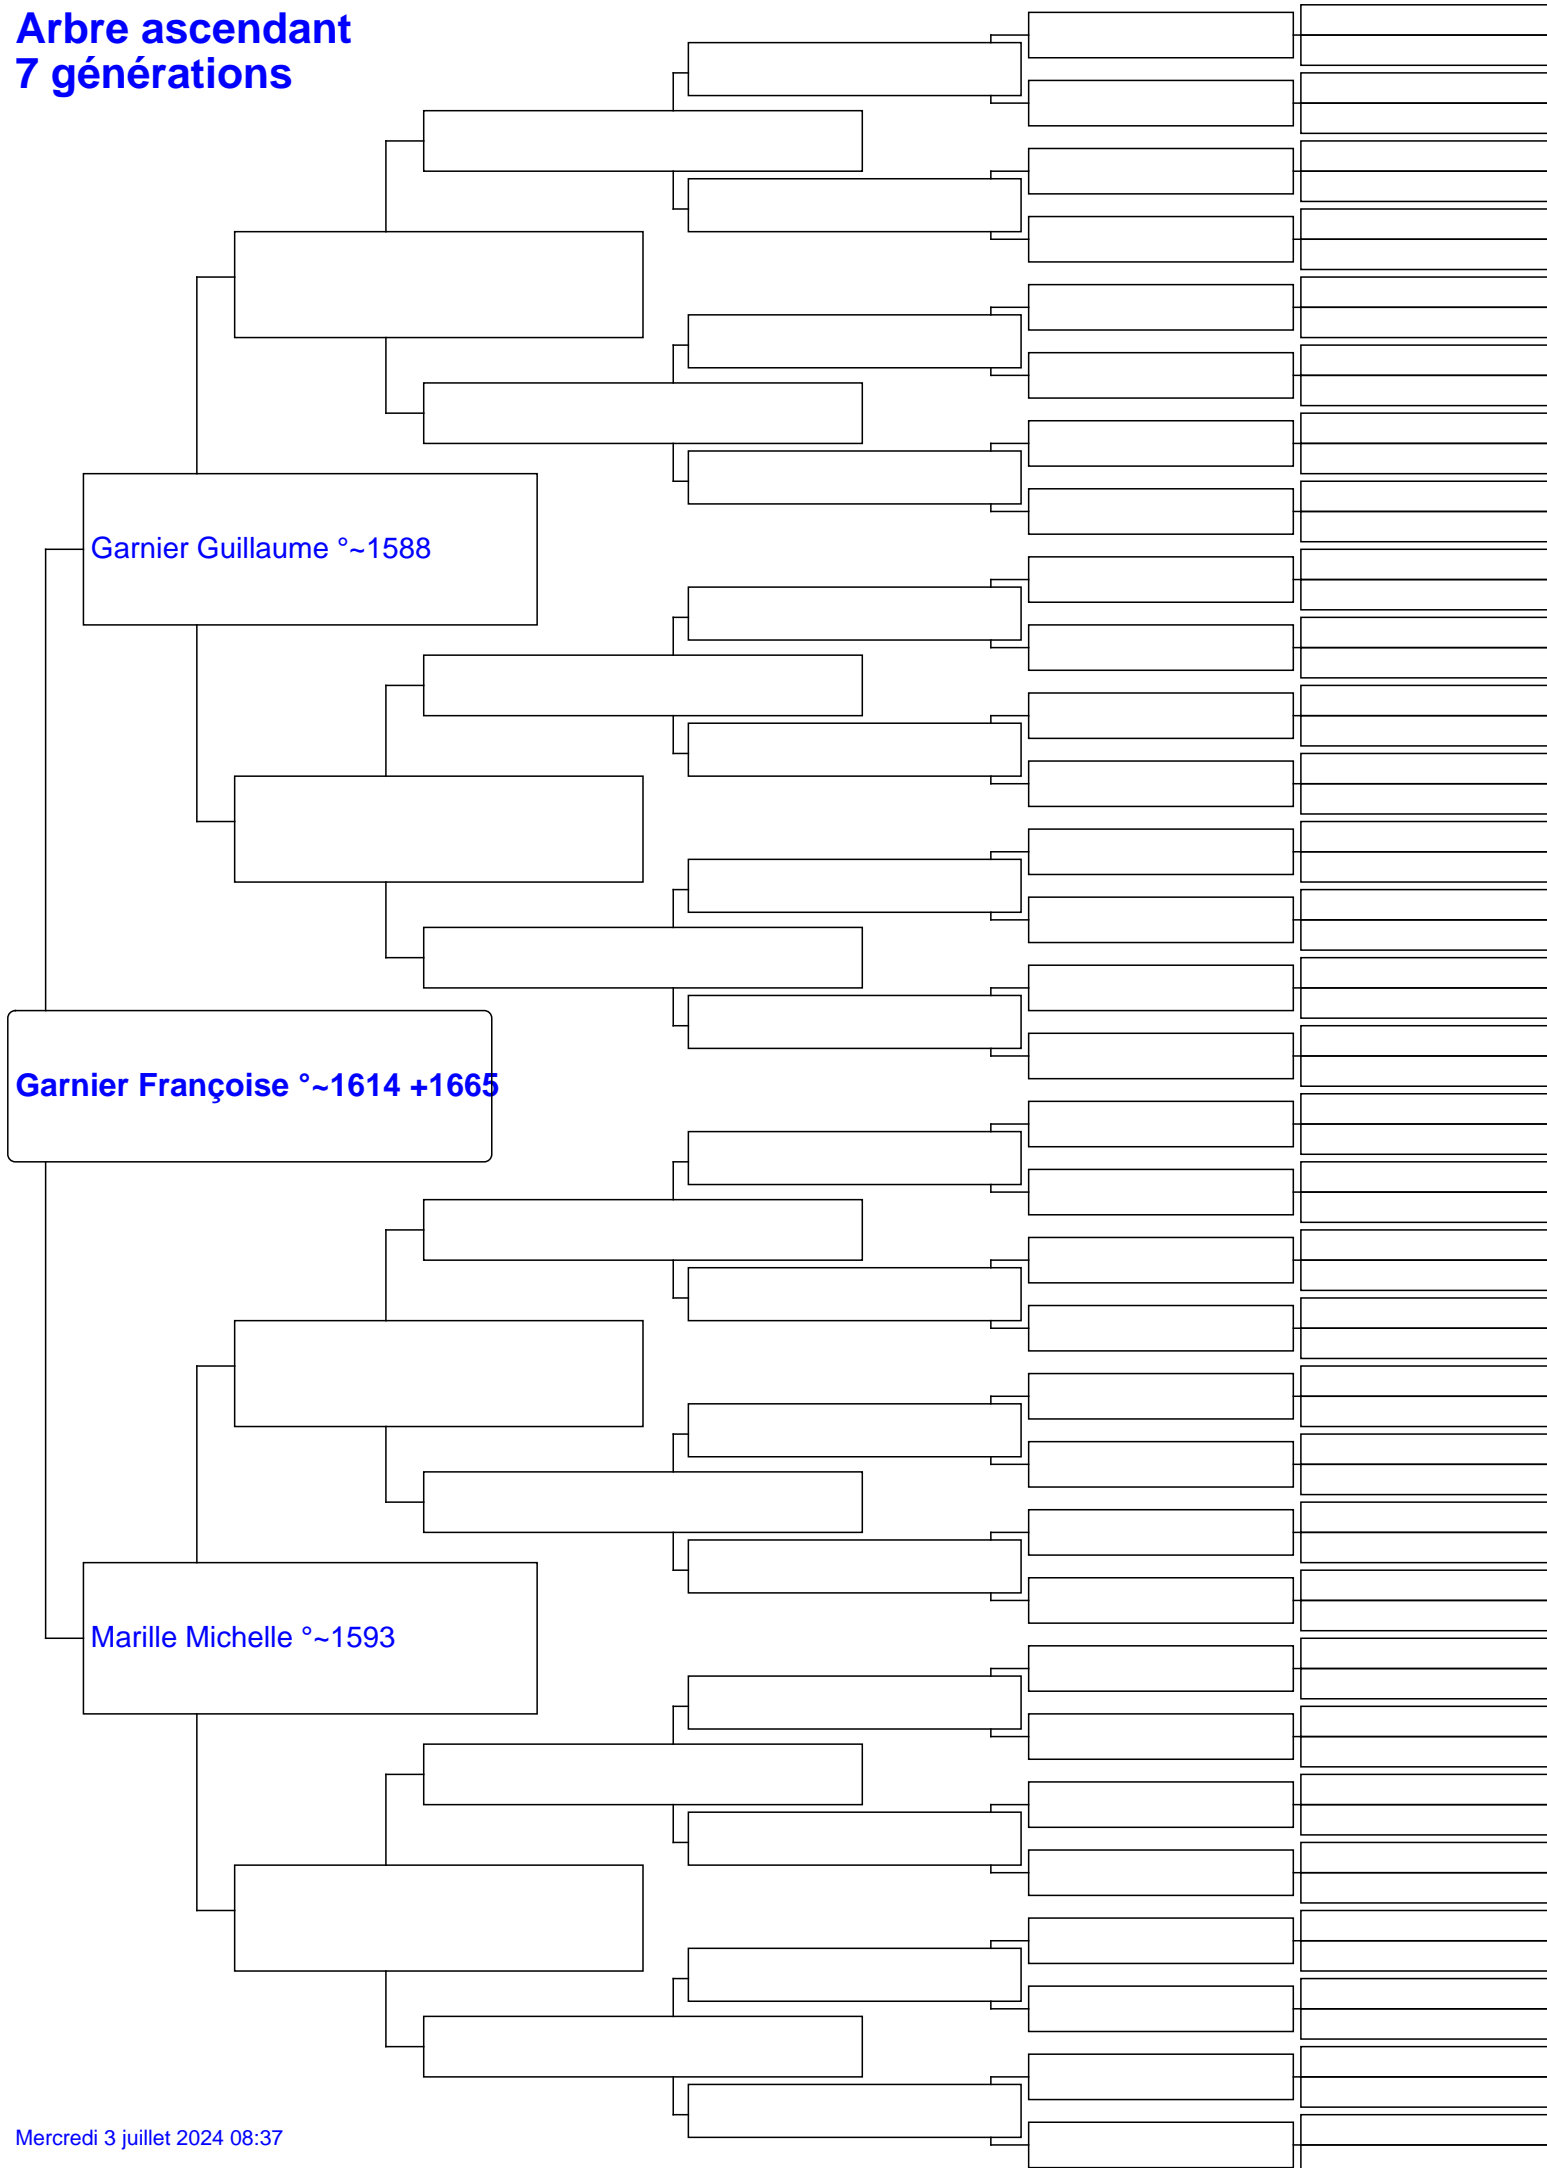 Arbre ascendant
7 générations
Garnier Guillaume °~1588
Garnier Françoise °~1614 +1665
Marille Michelle °~1593
Mercredi 3 juillet 2024 08:37